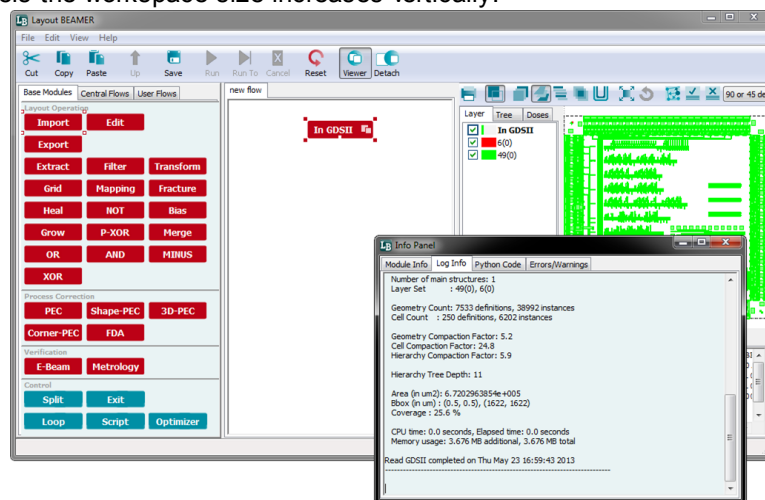 the workspace size increases vertically.
Layout BEAMER
File Edit View Help
Cut Copy Paste Up Save Run Run To Cancel Reset Viewer Detach
Base Modules Central Flows User Flows
new flow
90 or 45 de
Layout Operation
Import Edit
Export
Extract Filter Transform
Grid Mapping Fracture
Heal NOT Bias
Grow P-XOR Merge
OR AND MINUS
XOR
Process Correction
PEC Shape-PEC 3D-PEC
Corner-PEC FDA
Verification
E-Beam Metrology
Control
Split Exit
Loop Script Optimizer
In GDSII
Layer Tree Doses
In GDSII
6(0)
49(0)
Info Panel
Module Info Log Info Python Code Errors/Warnings
Number of main structures: 1
Layer Set : 49(0), 6(0)
Geometry Count: 7533 definitions, 38992 instances
Cell Count : 250 definitions, 6202 instances
Geometry Compaction Factor: 5.2
Cell Compaction Factor: 24.8
Hierarchy Compaction Factor: 5.9
Hierarchy Tree Depth: 11
Area (in um2): 6.7202963854e+005
Bbox (in um) : (0.5, 0.5), (1622, 1622)
Coverage : 25.6 %
CPU time: 0.0 seconds, Elapsed time: 0.0 seconds
Memory usage: 3.676 MB additional, 3.676 MB total
Read GDSII completed on Thu May 23 16:59:43 2013